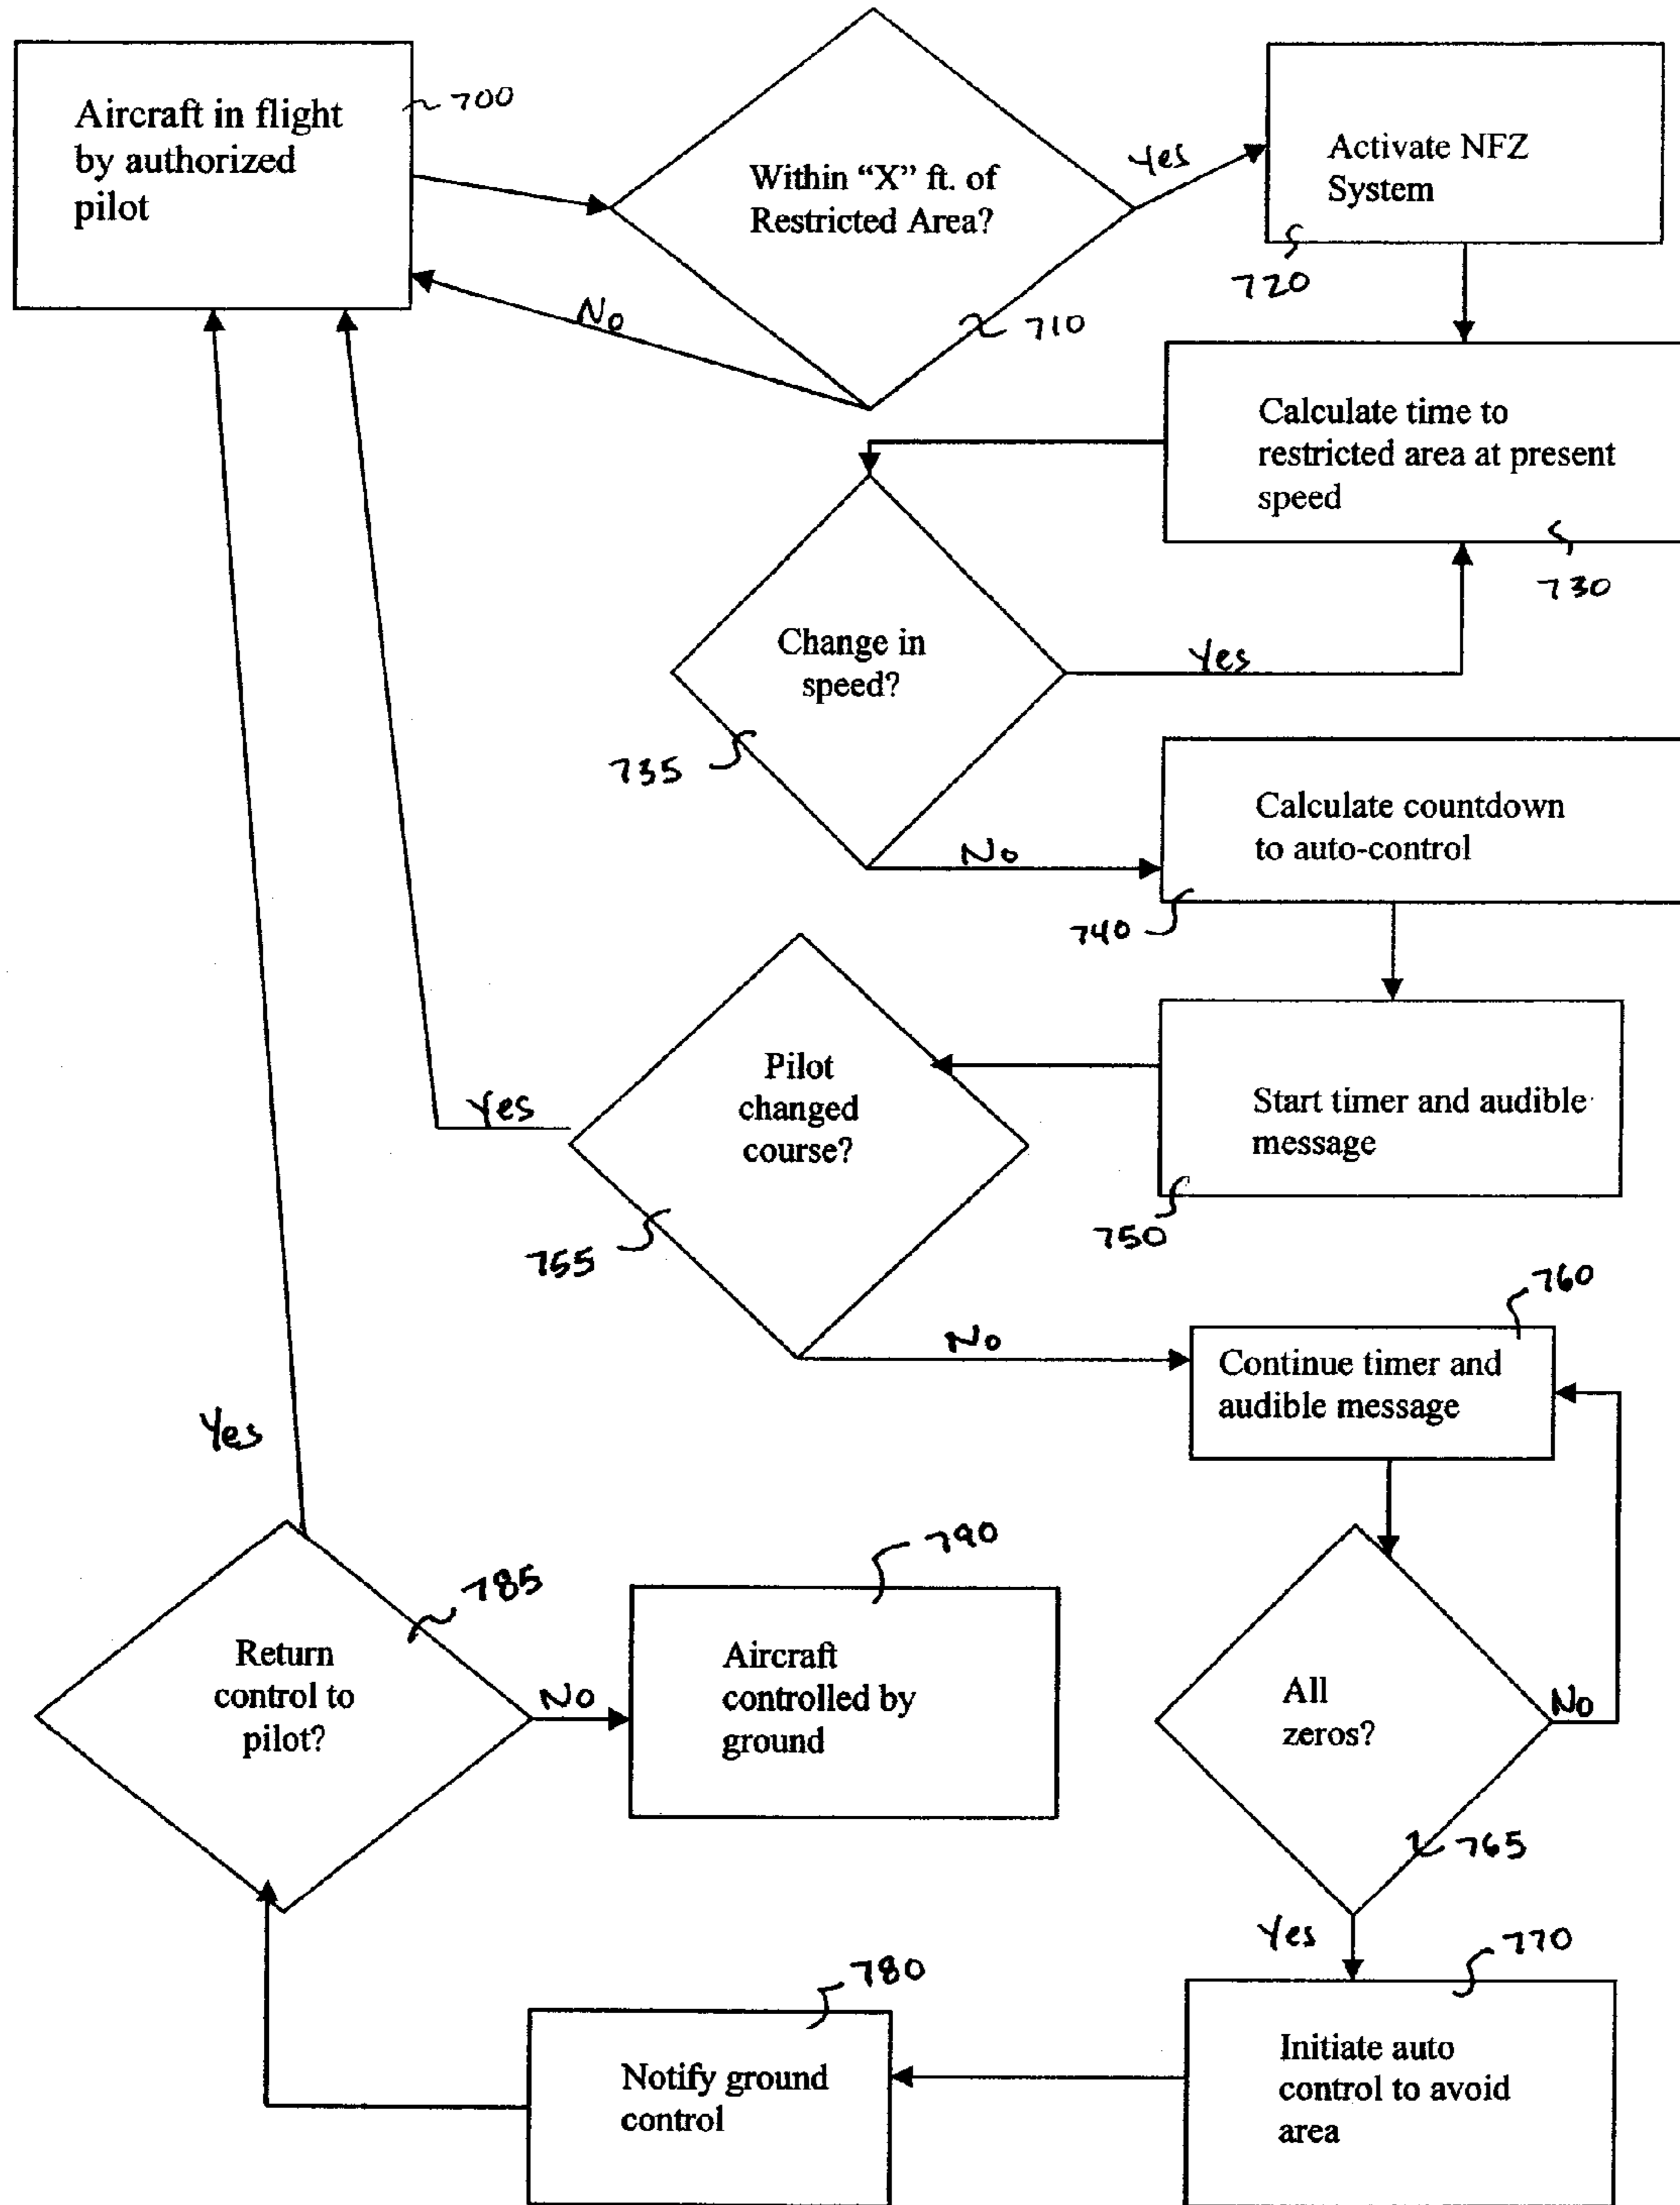 Aircraft in flight
by authorized
pilot
700
Within “X” ft. of
Restricted Area?
710
Yes
No
Activate NFZ
System
720
Calculate time to
restricted area at present
speed
730
Change in
speed?
735
Yes
No
Calculate countdown
to auto-control
740
Start timer and audible
message
750
Pilot
changed
course?
755
Yes
No
Continue timer and
audible message
760
All
zeros?
765
No
Yes
Initiate auto
control to avoid
area
770
Notify ground
control
780
Return
control to
pilot?
785
Yes
No
Aircraft
controlled by
ground
790